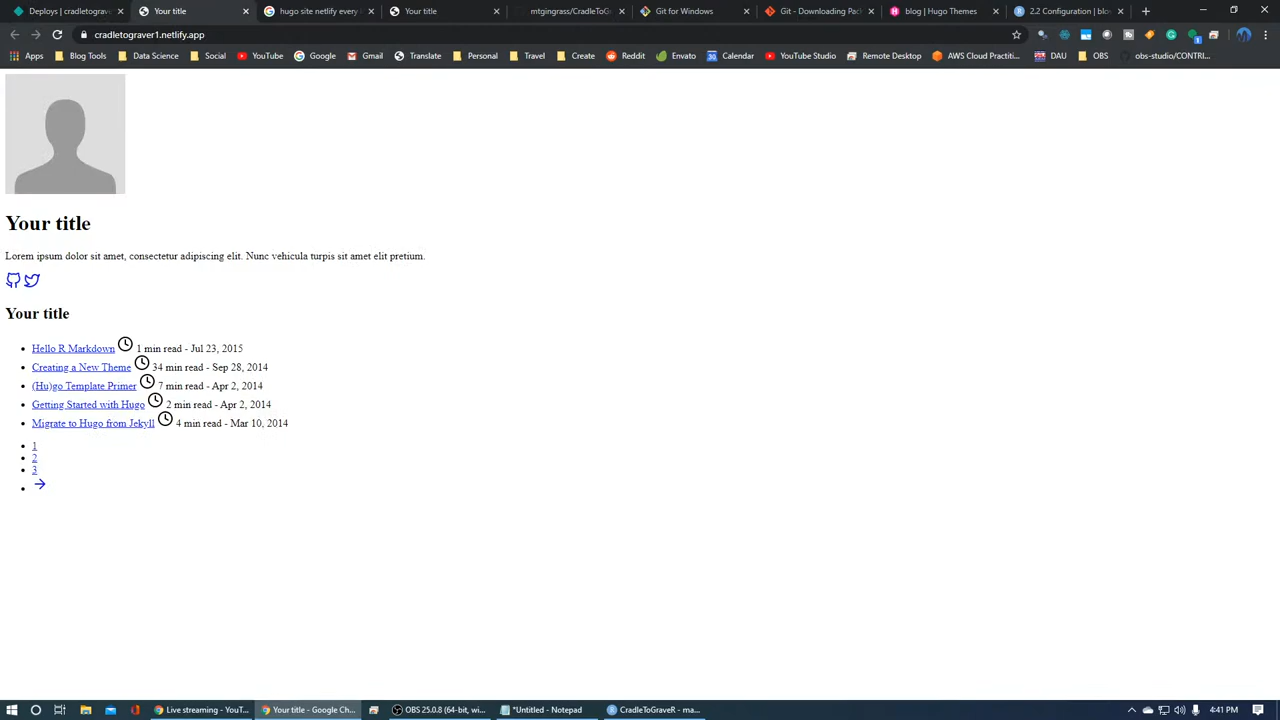 Deploys | cradletograve
Your title
hugo site netlify every
Your title
mtgingrass/CradleToGr
Git for Windows
Git - Downloading Pack
blog | Hugo Themes
2.2 Configuration | blo
cradletograver1.netlify.app
Apps
Blog Tools
Data Science
Social
YouTube
Google
Gmail
Translate
Personal
Travel
Create
Reddit
Envato
Calendar
YouTube Studio
Remote Desktop
AWS Cloud Practiti...
DAU
OBS
obs-studio/CONTRI...
Your title
Lorem ipsum dolor sit amet, consectetur adipiscing elit. Nunc vehicula turpis sit amet elit pretium.
Your title
Hello R Markdown 1 min read - Jul 23, 2015
Creating a New Theme 34 min read - Sep 28, 2014
(Hu)go Template Primer 7 min read - Apr 2, 2014
Getting Started with Hugo 2 min read - Apr 2, 2014
Migrate to Hugo from Jekyll 4 min read - Mar 10, 2014
1
2
3
Live streaming - YouT...
Your title - Google Ch...
OBS 25.0.8 (64-bit, wi...
*Untitled - Notepad
CradleToGraveR - ma...
4:41 PM